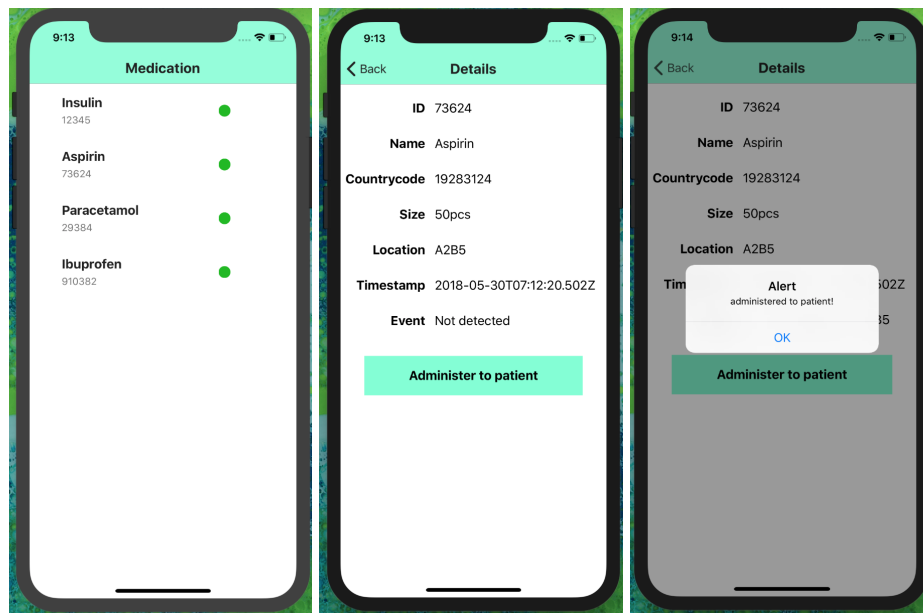 9:13
Medication
Insulin
12345
Aspirin
73624
Paracetamol
29384
Ibuprofen
910382
9:13
Back
Details
ID 73624
Name Aspirin
Countrycode 19283124
Size 50pcs
Location A2B5
Timestamp 2018-05-30T07:12:20.502Z
Event Not detected
Administer to patient
9:14
Back
Details
ID 73624
Name Aspirin
Countrycode 19283124
Size 50pcs
Location A2B5
Tim 502Z
35
Alert
administered to patient!
OK
Administer to patient